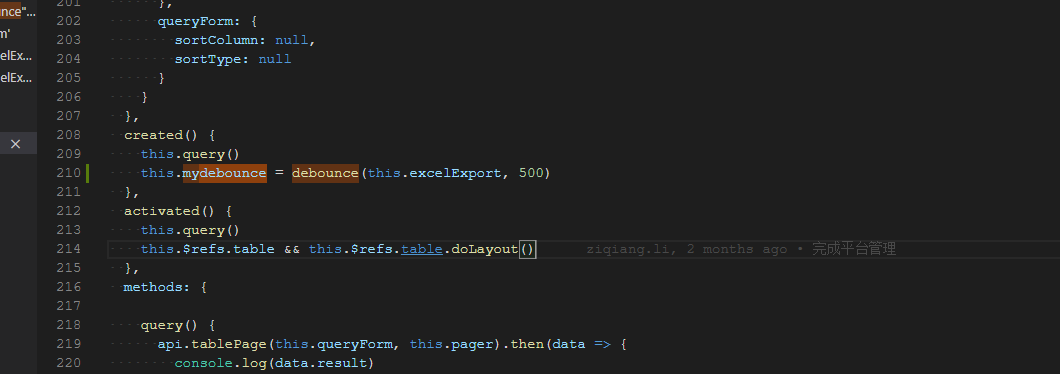 unce"...
m'
elEx...
elEx...
201 },
202 queryForm: {
203 sortColumn: null,
204 sortType: null
205 }
206 }
207 },
208 created() {
209 this.query()
210 this.mydebounce = debounce(this.excelExport, 500)
211 },
212 activated() {
213 this.query()
214 this.$refs.table && this.$refs.table.doLayout() ziqiang.li, 2 months ago • 完成平台管理
215 },
216 methods: {
217
218 query() {
219 api.tablePage(this.queryForm, this.pager).then(data => {
220 console.log(data.result)